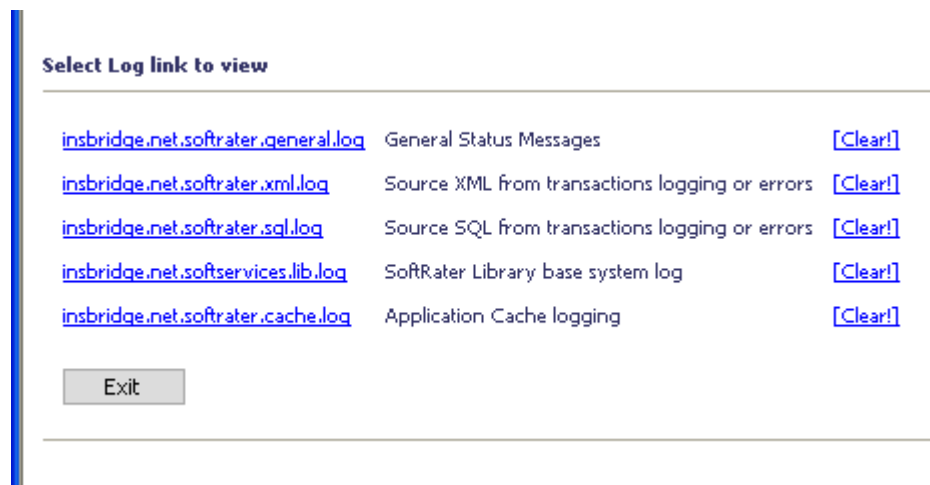 Select Log link to view
insbridge.net.softrater.general.log General Status Messages [Clear!]
insbridge.net.softrater.xml.log Source XML from transactions logging or errors [Clear!]
insbridge.net.softrater.sql.log Source SQL from transactions logging or errors [Clear!]
insbridge.net.softservices.lib.log SoftRater Library base system log [Clear!]
insbridge.net.softrater.cache.log Application Cache logging [Clear!]
Exit